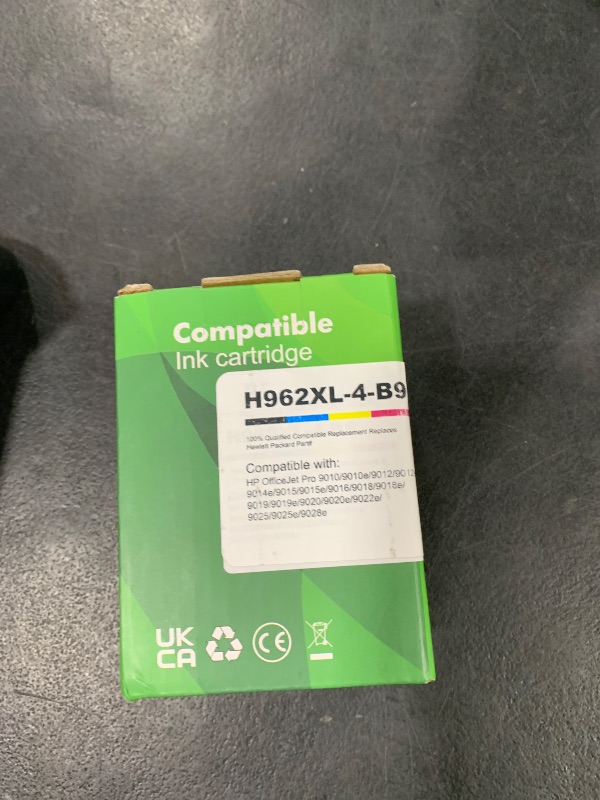 Compatible
Ink cartridge
H962XL-4-B9
100% Qualified Compatible Replacement Replaces
Hewlett Packard Part#
Compatible with:
HP OfficeJet Pro 9010/9010e/9012/9012
9014e/9015/9015e/9016/9018/9018e/
9019/9019e/9020/9020e/9022e/
9025/9025e/9028e
UK
CA
CE